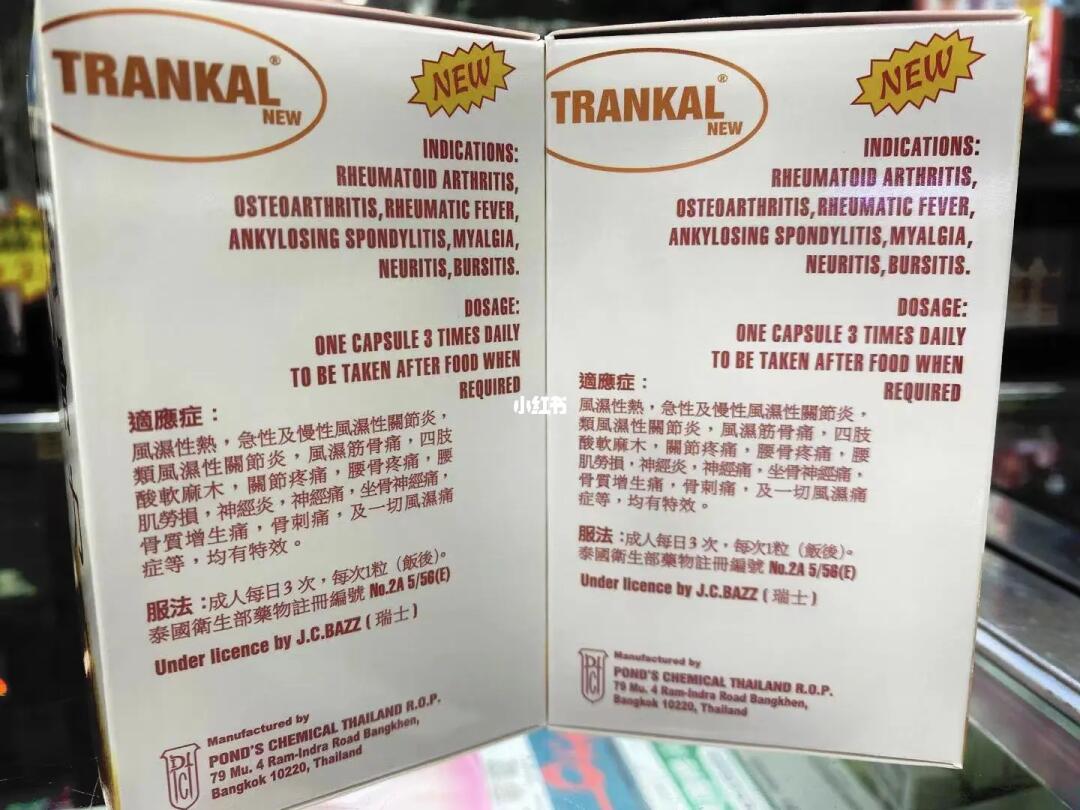 TRANKAL®
NEW
NEW
INDICATIONS:
RHEUMATOID ARTHRITIS,
OSTEOARTHRITIS, RHEUMATIC FEVER,
ANKYLOSING SPONDYLITIS, MYALGIA,
NEURITIS, BURSITIS.
DOSAGE:
ONE CAPSULE 3 TIMES DAILY
TO BE TAKEN AFTER FOOD WHEN
REQUIRED
適應症：
風濕性熱，急性及慢性風濕性關節炎，
類風濕性關節炎，風濕筋骨痛，四肢
酸軟麻木，關節疼痛，腰骨疼痛，腰
肌勞損，神經炎，神經痛，坐骨神經痛，
骨質增生痛，骨刺痛，及一切風濕痛
症等，均有特效。
服法：成人每日3次，每次1粒（飯後）。
泰國衛生部藥物註冊編號 No.2A 5/56(E)
Under licence by J.C.BAZZ (瑞士)
Manufactured by
POND'S CHEMICAL THAILAND R.O.P.
79 Mu. 4 Ram-Indra Road Bangkhen,
Bangkok 10220, Thailand
小红书
TRANKAL®
NEW
NEW
INDICATIONS:
RHEUMATOID ARTHRITIS,
OSTEOARTHRITIS, RHEUMATIC FEVER,
ANKYLOSING SPONDYLITIS, MYALGIA,
NEURITIS, BURSITIS.
DOSAGE:
ONE CAPSULE 3 TIMES DAILY
TO BE TAKEN AFTER FOOD WHEN
REQUIRED
適應症：
風濕性熱，急性及慢性風濕性關節炎，
類風濕性關節炎，風濕筋骨痛，四肢
酸軟麻木，關節疼痛，腰骨疼痛，腰
肌勞損，神經炎，神經痛，坐骨神經痛，
骨質增生痛，骨刺痛，及一切風濕痛
症等，均有特效。
服法：成人每日3次，每次1粒（飯後）。
泰國衛生部藥物註冊編號 No.2A 5/56(E)
Under licence by J.C.BAZZ (瑞士)
Manufactured by
POND'S CHEMICAL THAILAND R.O.P.
79 Mu. 4 Ram-Indra Road Bangkhen,
Bangkok 10220, Thailand